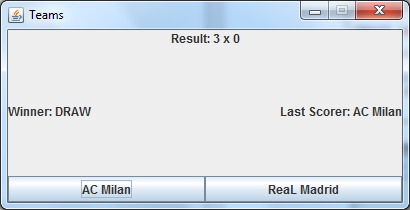 Teams
Result: 3 x 0
Winner: DRAW
Last Scorer: AC Milan
AC Milan
ReaL Madrid